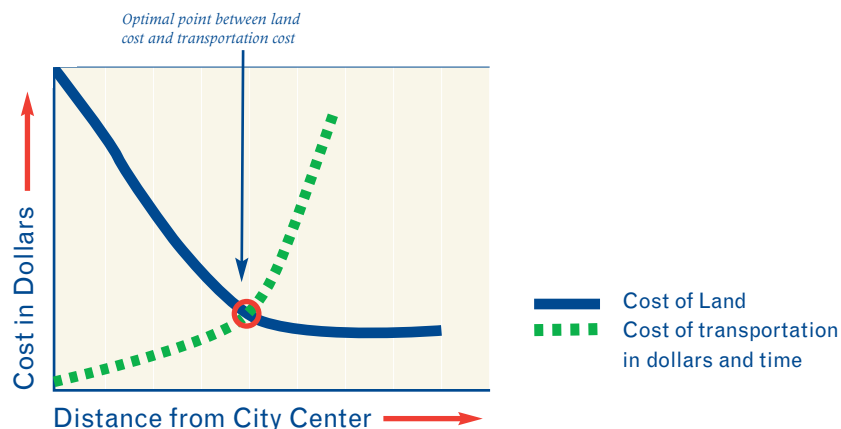 Optimal point between land
cost and transportation cost
Cost in Dollars
Distance from City Center
Cost of Land
Cost of transportation
in dollars and time